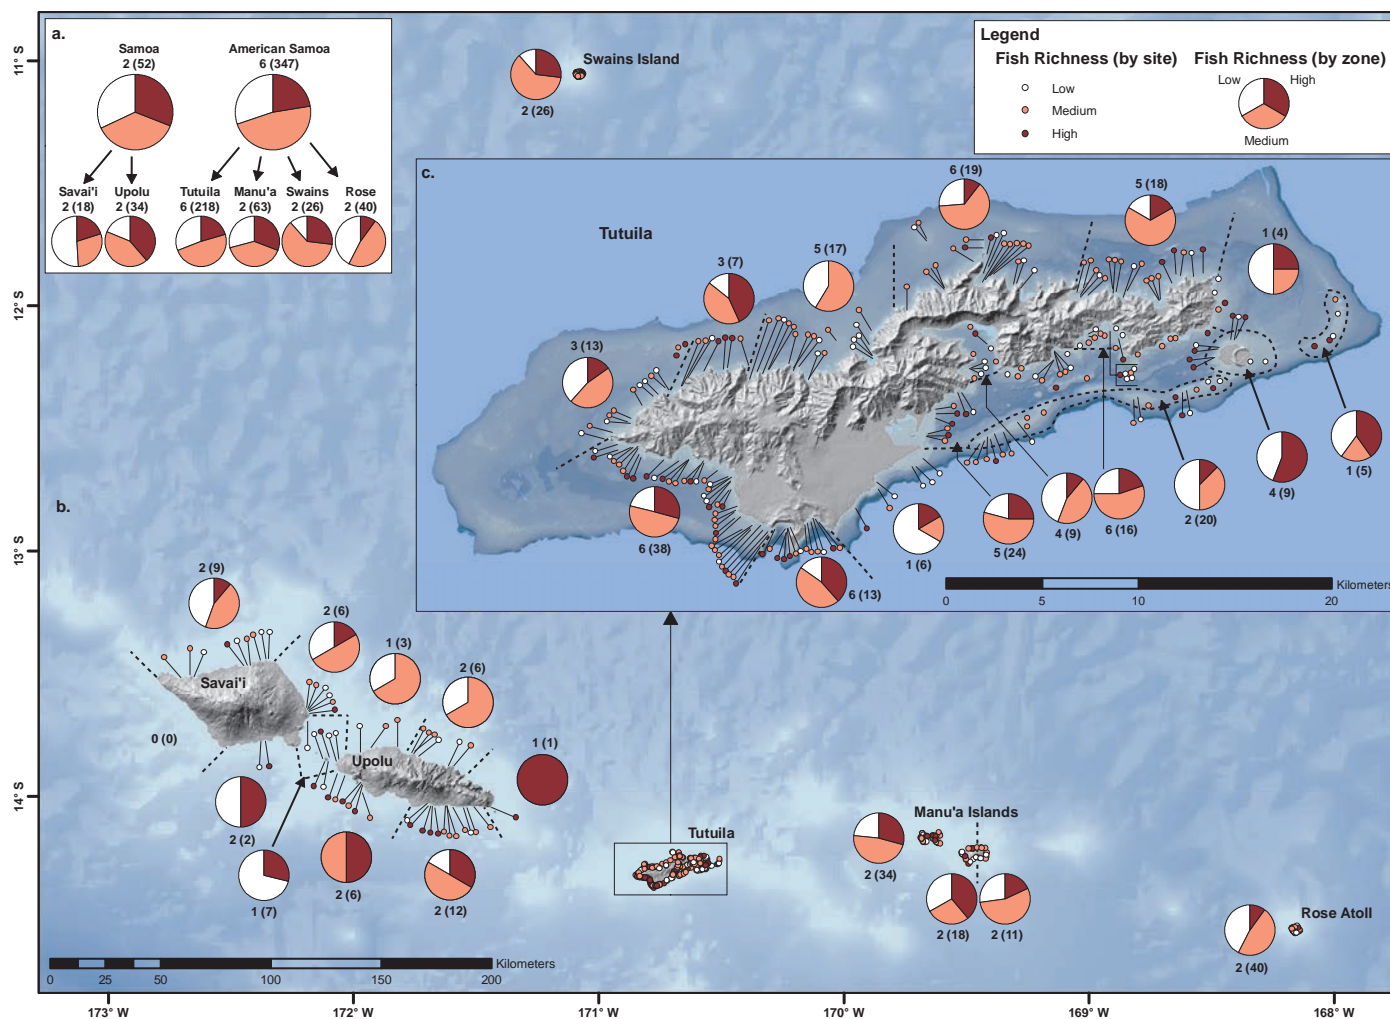 a.
Samoa
2 (52)
American Samoa
6 (347)
Savai'i
2 (18)
Upolu
2 (34)
Tutuila
6 (218)
Manu'a
2 (63)
Swains
2 (26)
Rose
2 (40)
Swains Island
2 (26)
Legend
Fish Richness (by site)
Low
Medium
High
Fish Richness (by zone)
Low
High
Medium
c.
Tutuila
6 (19)
5 (18)
1 (4)
5 (17)
3 (7)
3 (13)
6 (38)
6 (13)
1 (6)
5 (24)
4 (9)
6 (16)
2 (20)
4 (9)
1 (5)
0
5
10
20
Kilometers
b.
2 (9)
2 (6)
1 (3)
2 (6)
1 (1)
Savai'i
0 (0)
Upolu
2 (2)
1 (7)
2 (6)
2 (12)
Tutuila
Manu'a Islands
2 (34)
2 (18)
2 (11)
Rose Atoll
2 (40)
0
25
50
100
150
200
Kilometers
11° S
12° S
13° S
14° S
173° W
172° W
171° W
170° W
169° W
168° W